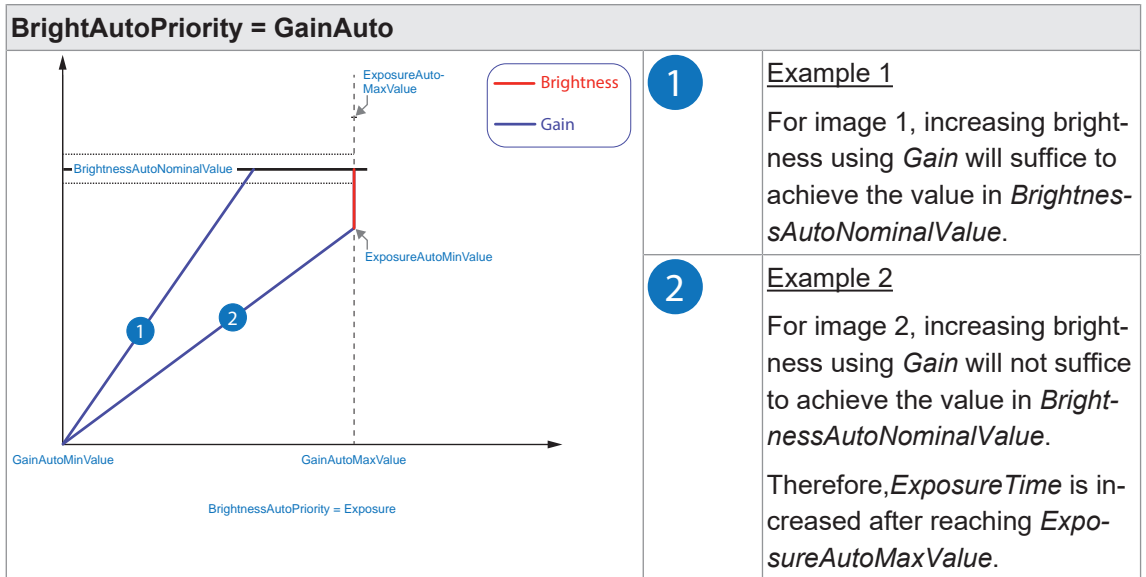 BrightAutoPriority = GainAuto
ExposureAuto-
MaxValue
Brightness
Gain
BrightnessAutoNominalValue
ExposureAutoMinValue
1
2
GainAutoMinValue
GainAutoMaxValue
BrightnessAutoPriority = Exposure
1
Example 1
For image 1, increasing bright-
ness using Gain will suffice to
achieve the value in Brightnes-
sAutoNominalValue.
2
Example 2
For image 2, increasing bright-
ness using Gain will not suffice
to achieve the value in Bright-
nessAutoNominalValue.
Therefore,ExposureTime is in-
creased after reaching Expo-
sureAutoMaxValue.